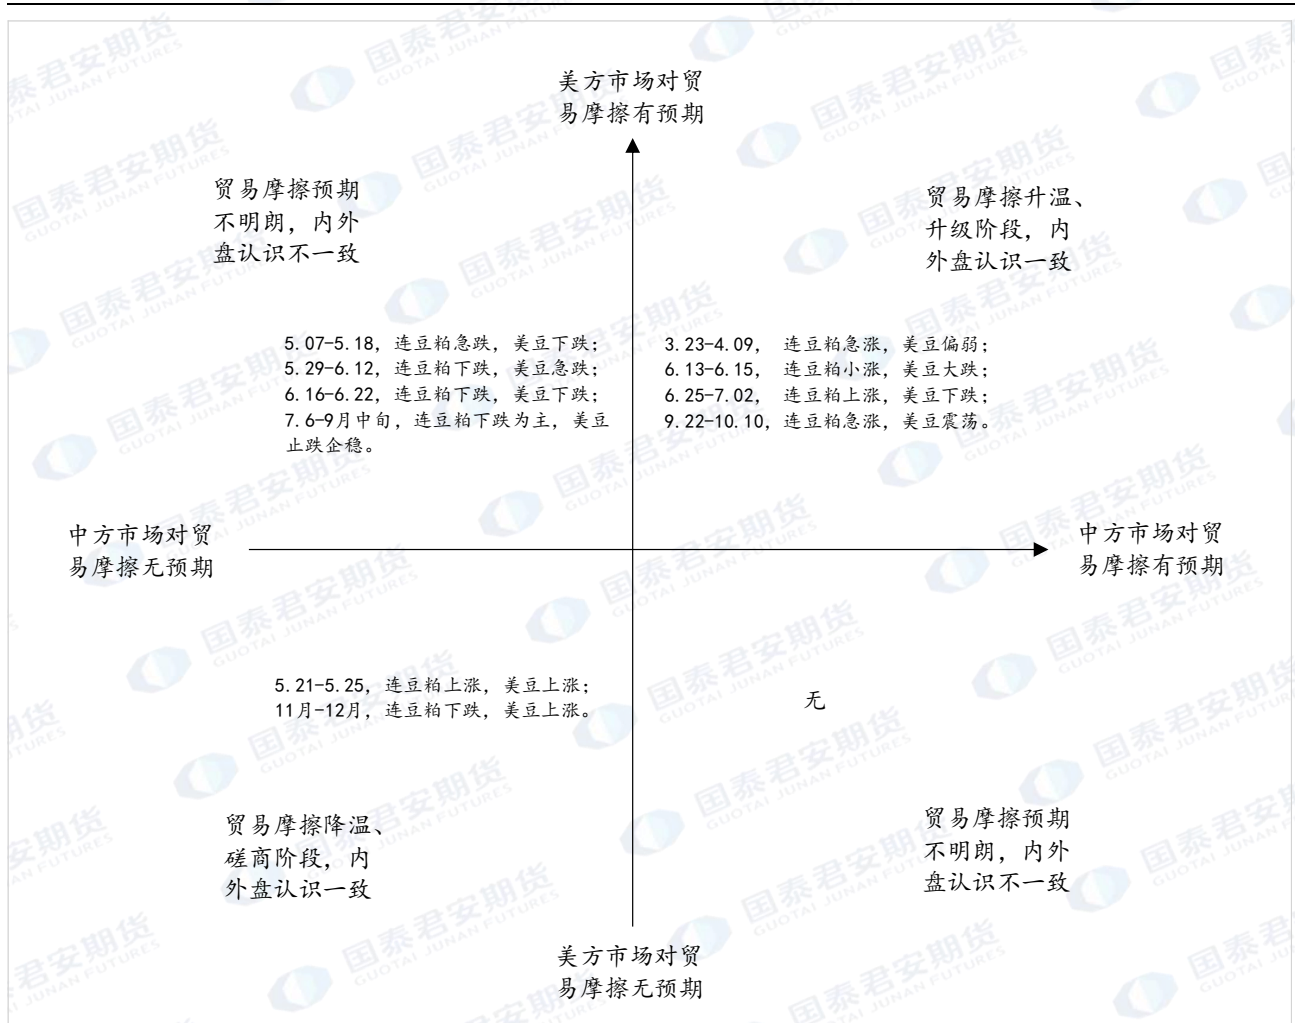 美方市场对贸
易摩擦有预期
贸易摩擦预期
不明朗，内外
盘认识不一致
贸易摩擦升温、
升级阶段，内
外盘认识一致
5.07-5.18，连豆粕急跌，美豆下跌；
5.29-6.12，连豆粕下跌，美豆急跌；
6.16-6.22，连豆粕下跌，美豆下跌；
7.6-9月中旬，连豆粕下跌为主，美豆
止跌企稳。
3.23-4.09， 连豆粕急涨，美豆偏弱；
6.13-6.15， 连豆粕小涨，美豆大跌；
6.25-7.02， 连豆粕上涨，美豆下跌；
9.22-10.10，连豆粕急涨，美豆震荡。
中方市场对贸
易摩擦无预期
中方市场对贸
易摩擦有预期
5.21-5.25，连豆粕上涨，美豆上涨；
11月-12月，连豆粕下跌，美豆上涨。
无
贸易摩擦降温、
磋商阶段，内
外盘认识一致
贸易摩擦预期
不明朗，内外
盘认识不一致
美方市场对贸
易摩擦无预期
国泰君安期货
GUOTAI JUNAN FUTURES